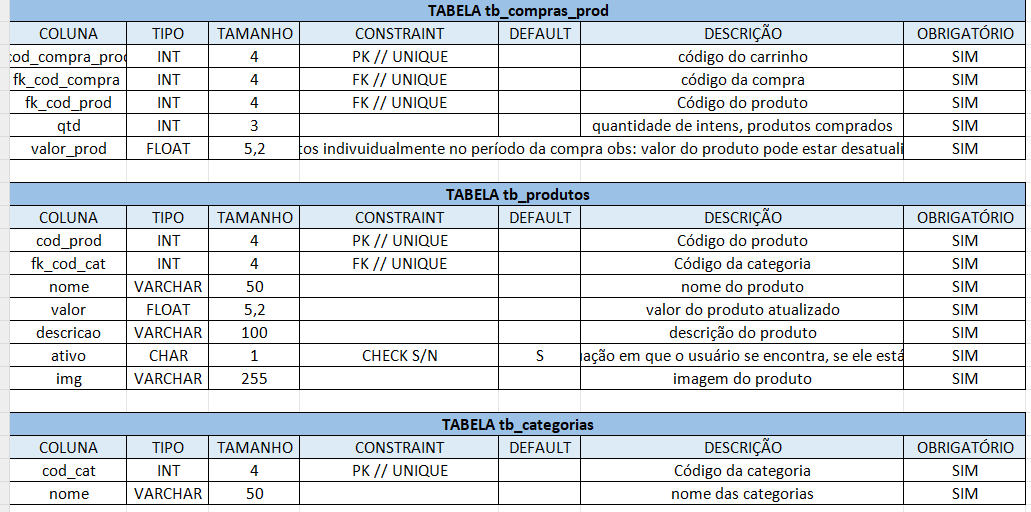 TABELA tb_compras_prod
COLUNA TIPO TAMANHO CONSTRAINT DEFAULT DESCRIÇÃO OBRIGATÓRIO
cod_compra_prod INT 4 PK // UNIQUE código do carrinho SIM
fk_cod_compra INT 4 FK // UNIQUE código da compra SIM
fk_cod_prod INT 4 FK // UNIQUE Código do produto SIM
qtd INT 3 quantidade de intens, produtos comprados SIM
valor_prod FLOAT 5,2 tos indivuidualmente no período da compra obs: valor do produto pode estar desatuali SIM
TABELA tb_produtos
COLUNA TIPO TAMANHO CONSTRAINT DEFAULT DESCRIÇÃO OBRIGATÓRIO
cod_prod INT 4 PK // UNIQUE Código do produto SIM
fk_cod_cat INT 4 FK // UNIQUE Código da categoria SIM
nome VARCHAR 50 nome do produto SIM
valor FLOAT 5,2 valor do produto atualizado SIM
descricao VARCHAR 100 descrição do produto SIM
ativo CHAR 1 CHECK S/N S uação em que o usuário se encontra, se ele está SIM
img VARCHAR 255 imagem do produto SIM
TABELA tb_categorias
COLUNA TIPO TAMANHO CONSTRAINT DEFAULT DESCRIÇÃO OBRIGATÓRIO
cod_cat INT 4 PK // UNIQUE Código da categoria SIM
nome VARCHAR 50 nome das categorias SIM